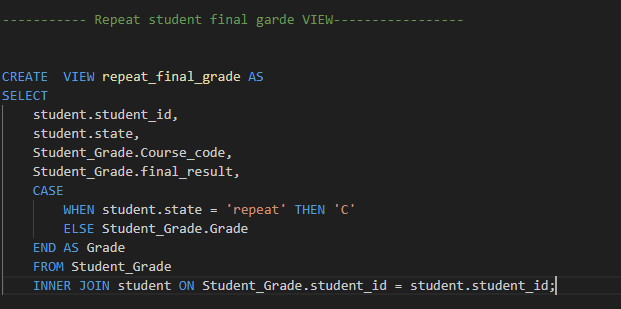 ----------- Repeat student final garde VIEW-----------------
CREATE  VIEW repeat_final_grade AS
SELECT
student.student_id,
student.state,
Student_Grade.Course_code,
Student_Grade.final_result,
CASE
WHEN student.state = 'repeat' THEN 'C'
ELSE Student_Grade.Grade
END AS Grade
FROM Student_Grade
INNER JOIN student ON Student_Grade.student_id = student.student_id;